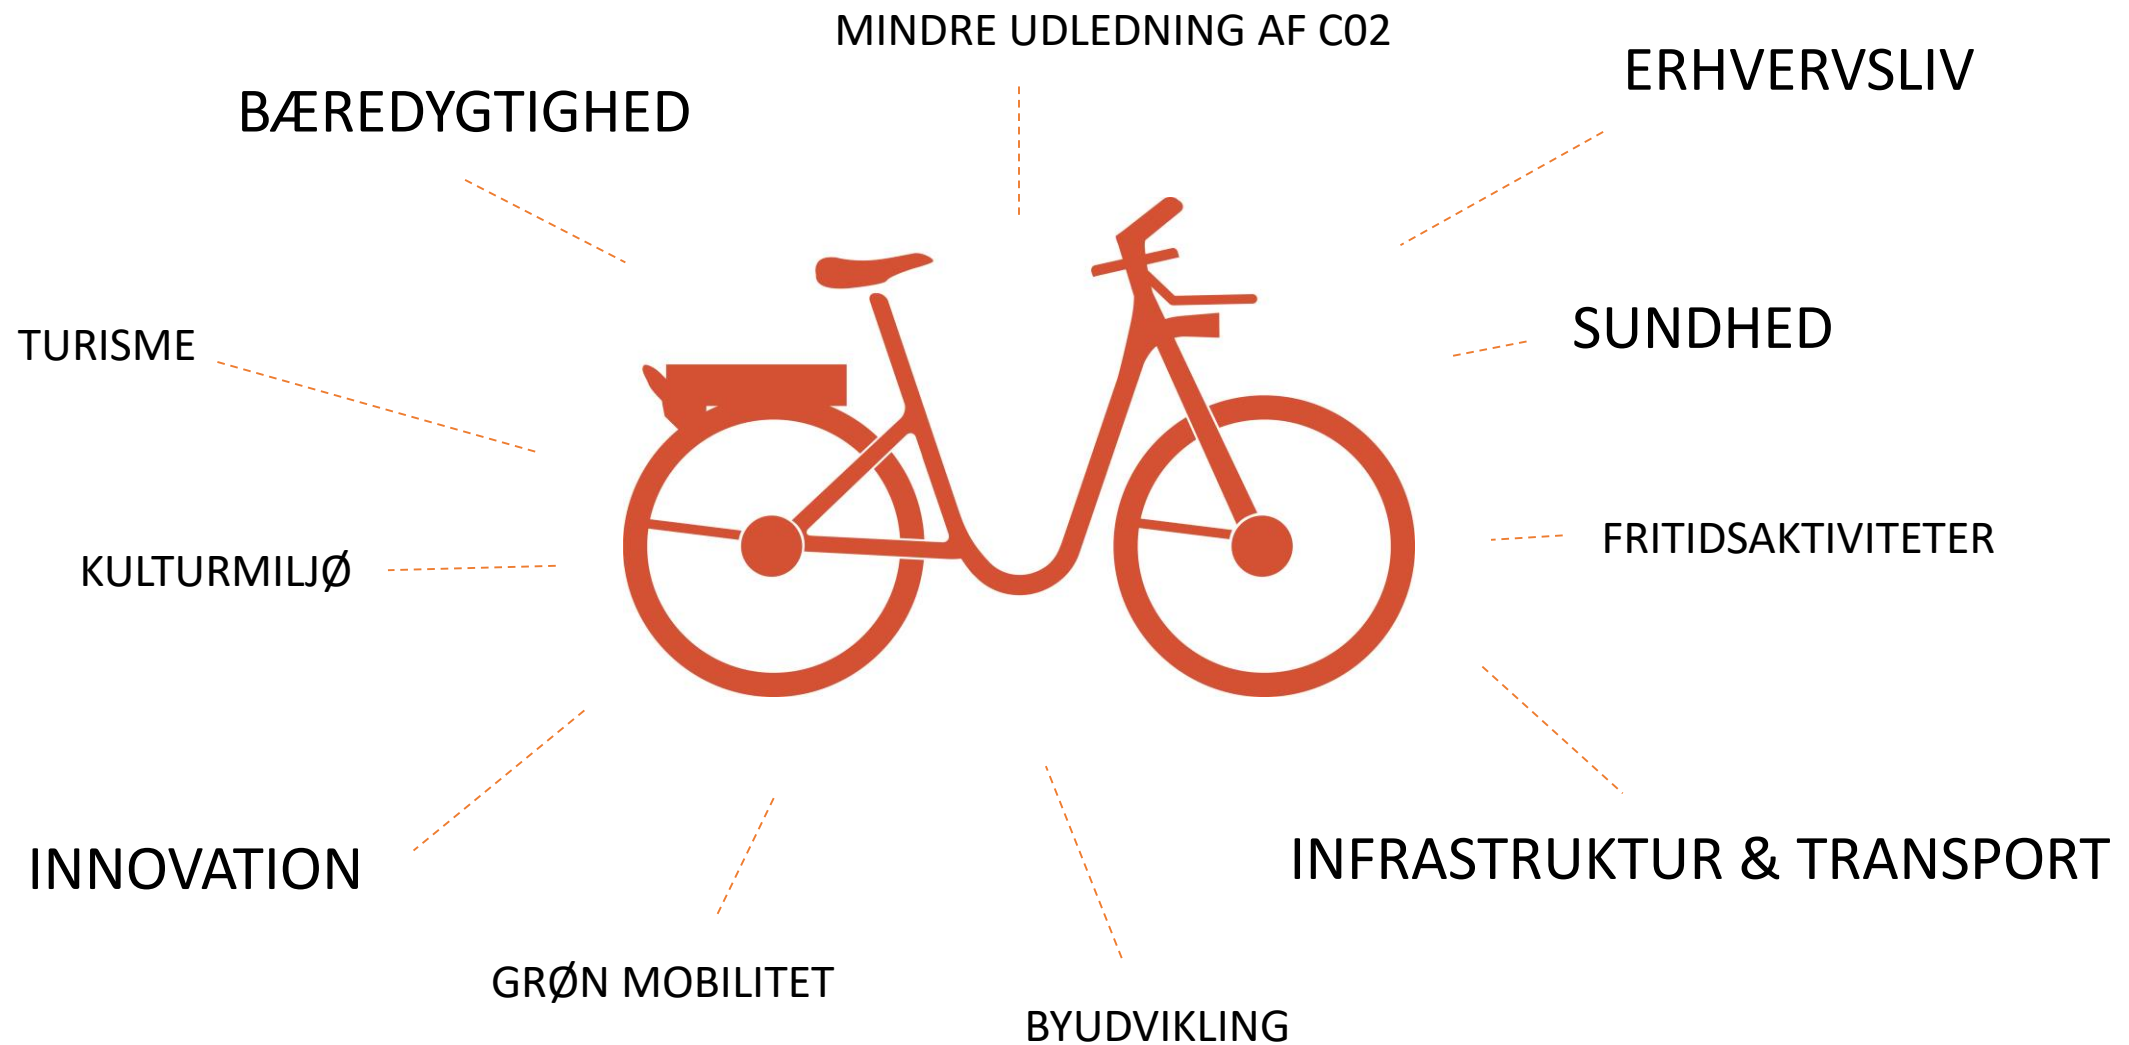 MINDRE UDLEDNING AF C02
ERHVERVSLIV
BÆREDYGTIGHED
SUNDHED
TURISME
FRITIDSAKTIVITETER
KULTURMILJØ
INFRASTRUKTUR & TRANSPORT
INNOVATION
GRØN MOBILITET
BYUDVIKLING